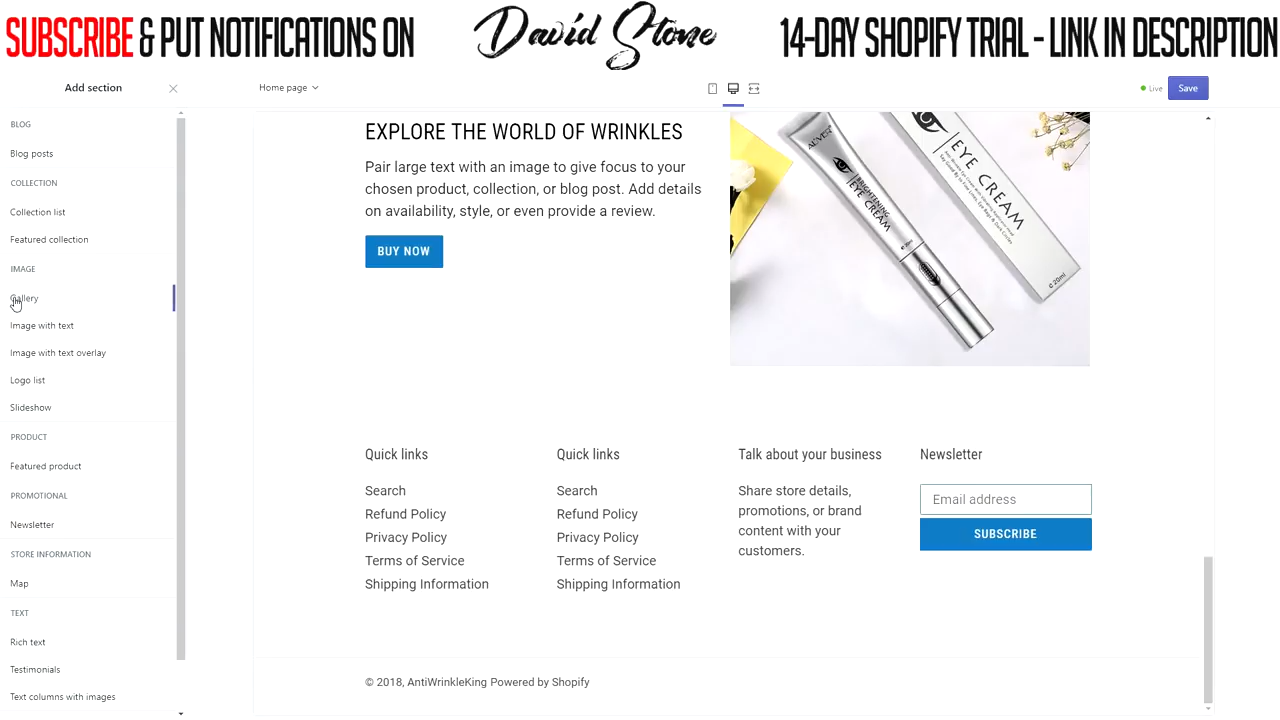 SUBSCRIBE & PUT NOTIFICATIONS ON
David Stone
14-DAY SHOPIFY TRIAL - LINK IN DESCRIPTION
Add section
Home page
Live
Save
BLOG
Blog posts
COLLECTION
Collection list
Featured collection
IMAGE
Gallery
Image with text
Image with text overlay
Logo list
Slideshow
PRODUCT
Featured product
PROMOTIONAL
Newsletter
STORE INFORMATION
Map
TEXT
Rich text
Testimonials
Text columns with images
EXPLORE THE WORLD OF WRINKLES
Pair large text with an image to give focus to your
chosen product, collection, or blog post. Add details
on availability, style, or even provide a review.
BUY NOW
ALIVER
BRIGHTENING
EYE CREAM
EYE CREAM
℮ 20ml
Quick links
Search
Refund Policy
Privacy Policy
Terms of Service
Shipping Information
Quick links
Search
Refund Policy
Privacy Policy
Terms of Service
Shipping Information
Talk about your business
Share store details,
promotions, or brand
content with your
customers.
Newsletter
Email address
SUBSCRIBE
© 2018, AntiWrinkleKing Powered by Shopify